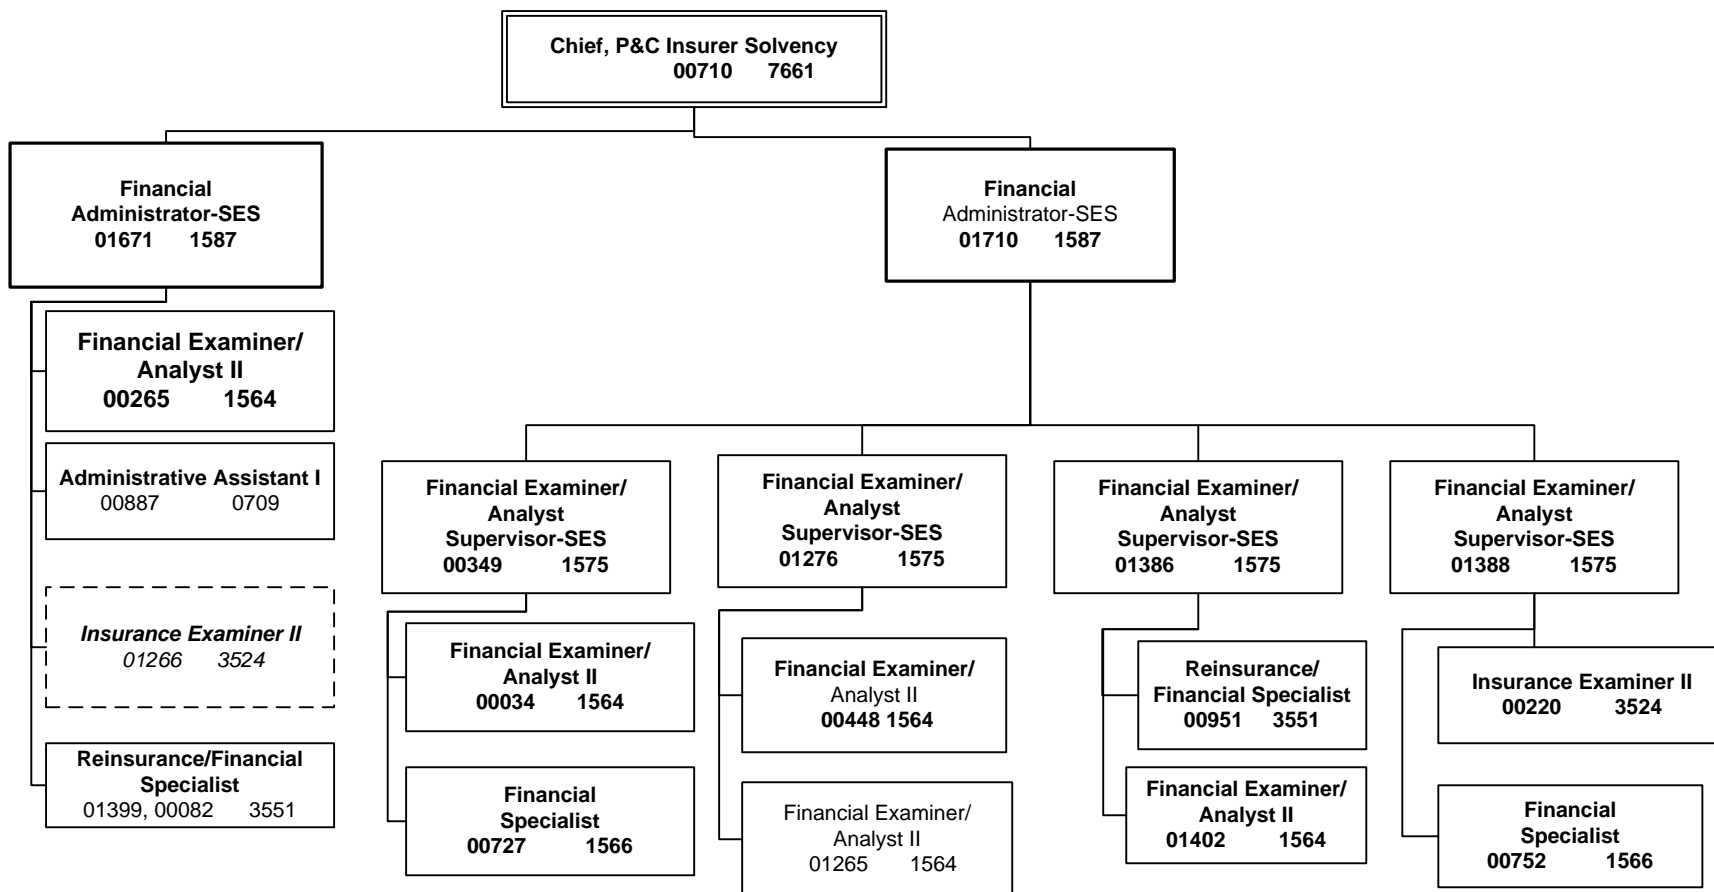 Chief, P&C Insurer Solvency
00710 7661
Financial
Administrator-SES
01671 1587
Financial
Administrator-SES
01710 1587
Financial Examiner/
Analyst II
00265 1564
Administrative Assistant I
00887 0709
Insurance Examiner II
01266 3524
Reinsurance/Financial
Specialist
01399, 00082 3551
Financial Examiner/
Analyst
Supervisor-SES
00349 1575
Financial Examiner/
Analyst II
00034 1564
Financial
Specialist
00727 1566
Financial Examiner/
Analyst
Supervisor-SES
01276 1575
Financial Examiner/
Analyst II
00448 1564
Financial Examiner/
Analyst II
01265 1564
Financial Examiner/
Analyst
Supervisor-SES
01386 1575
Reinsurance/
Financial Specialist
00951 3551
Financial Examiner/
Analyst II
01402 1564
Financial Examiner/
Analyst
Supervisor-SES
01388 1575
Insurance Examiner II
00220 3524
Financial
Specialist
00752 1566